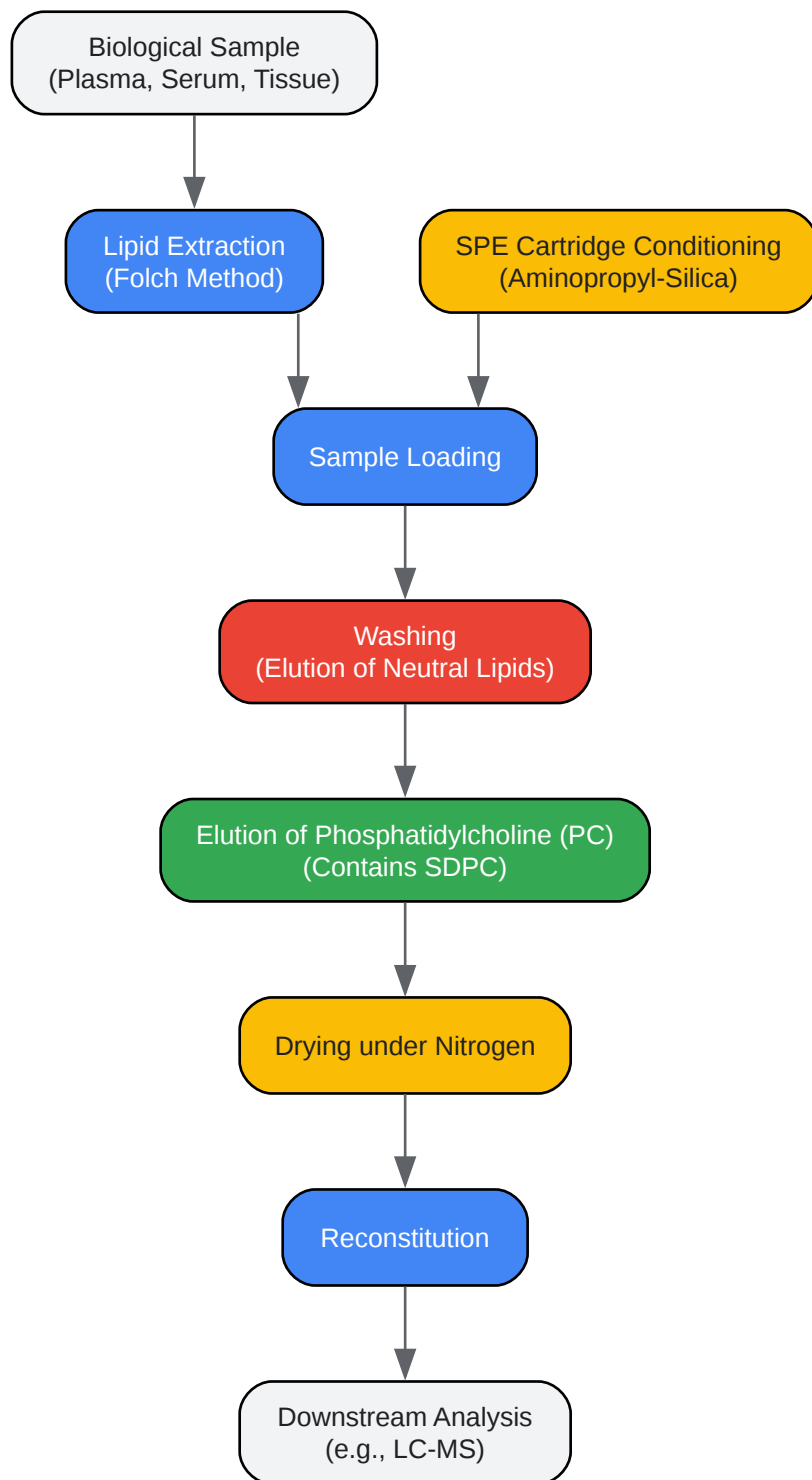 Biological Sample
(Plasma, Serum, Tissue)
Lipid Extraction
(Folch Method)
SPE Cartridge Conditioning
(Aminopropyl-Silica)
Sample Loading
Washing
(Elution of Neutral Lipids)
Elution of Phosphatidylcholine (PC)
(Contains SDPC)
Drying under Nitrogen
Reconstitution
Downstream Analysis
(e.g., LC-MS)